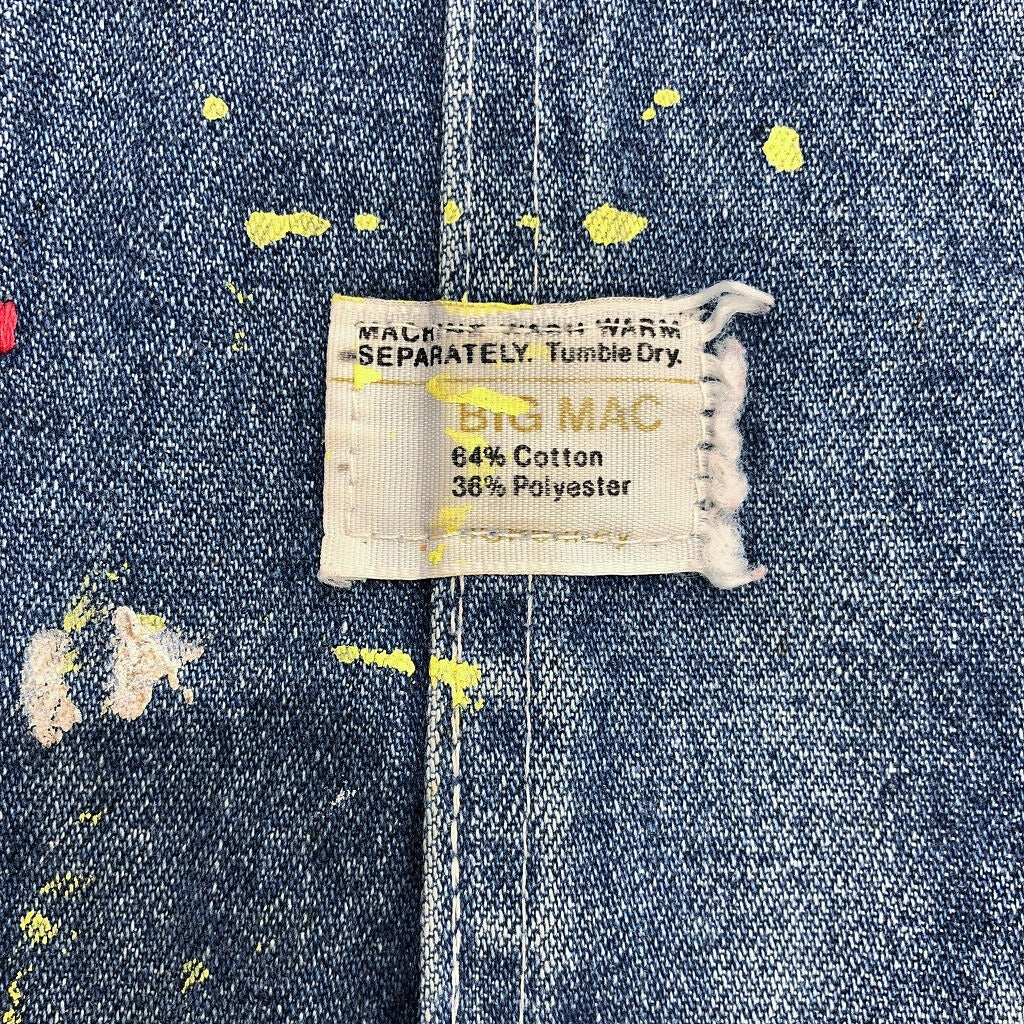 MACHINE WASH WARM
SEPARATELY. Tumble Dry.
BIG MAC
64% Cotton
36% Polyester